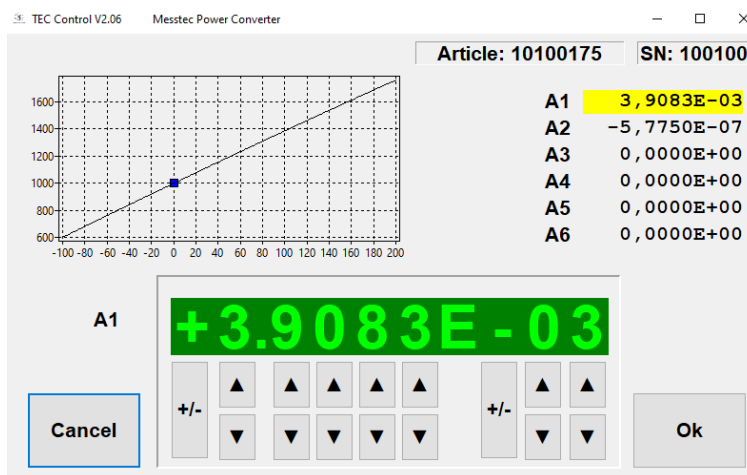 TEC Control V2.06 Messtec Power Converter
Article: 10100175 SN: 100100
1600
1400
1200
1000
800
600
-100 -80 -60 -40 -20 0 20 40 60 80 100 120 140 160 180 200
A1 3,9083E-03
A2 -5,7750E-07
A3 0,0000E+00
A4 0,0000E+00
A5 0,0000E+00
A6 0,0000E+00
A1 +3.9083E-03
+/- +/-
Cancel Ok